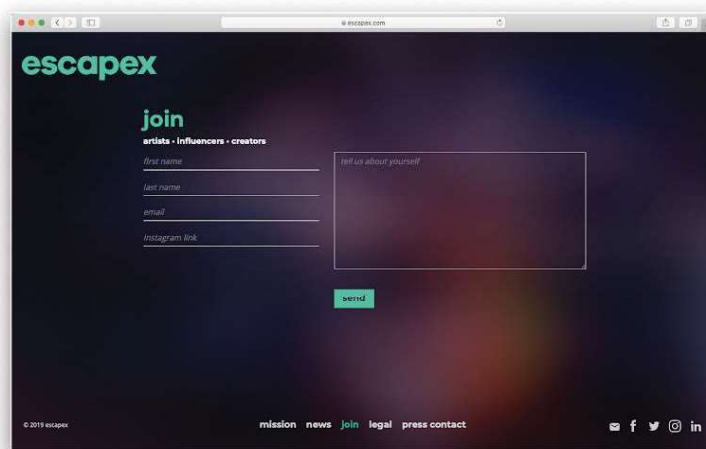 escapex.com
escapex
join
artists • influencers • creators
first name
last name
email
Instagram link
tell us about yourself
send
© 2019 escapex
mission news join legal press contact